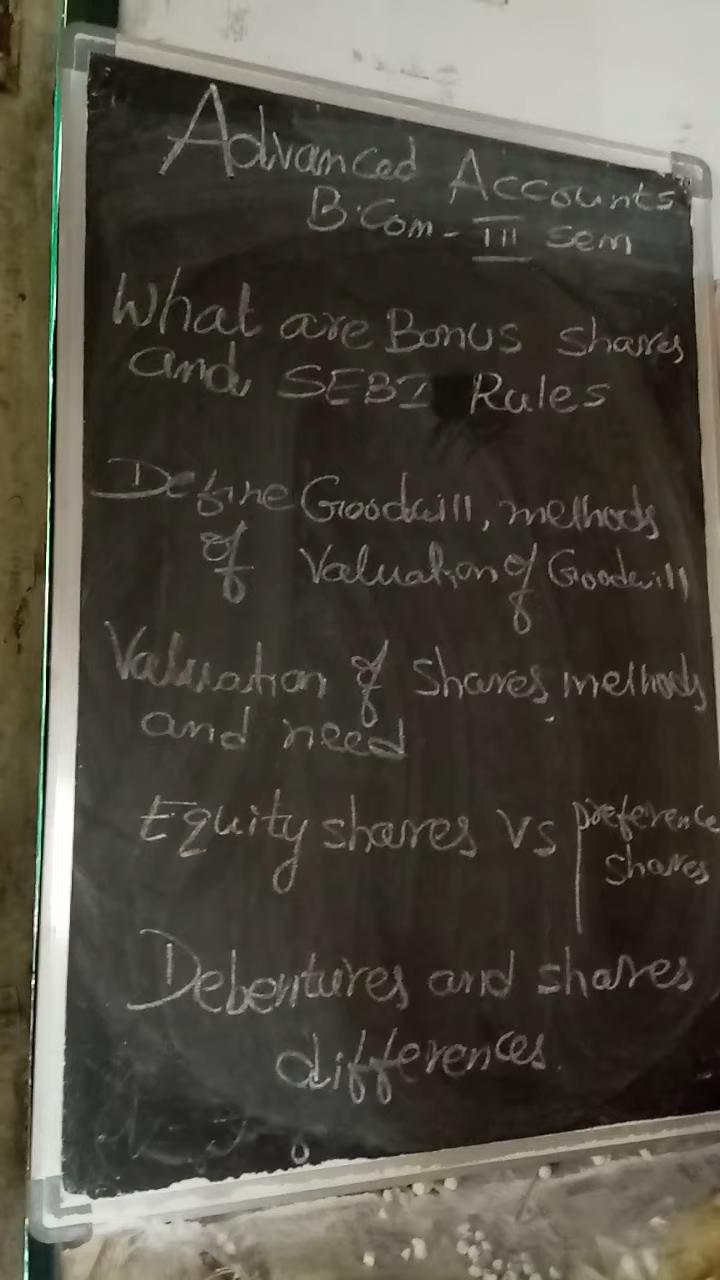 Advanced Accounts
B.Com - III sem
What are Bonus shares
and SEBI Rules
Define Goodwill, methods
of Valuation of Goodwill
Valuation of Shares, methods
and need
Equity shares vs preference
shares
Debentures and shares
differences